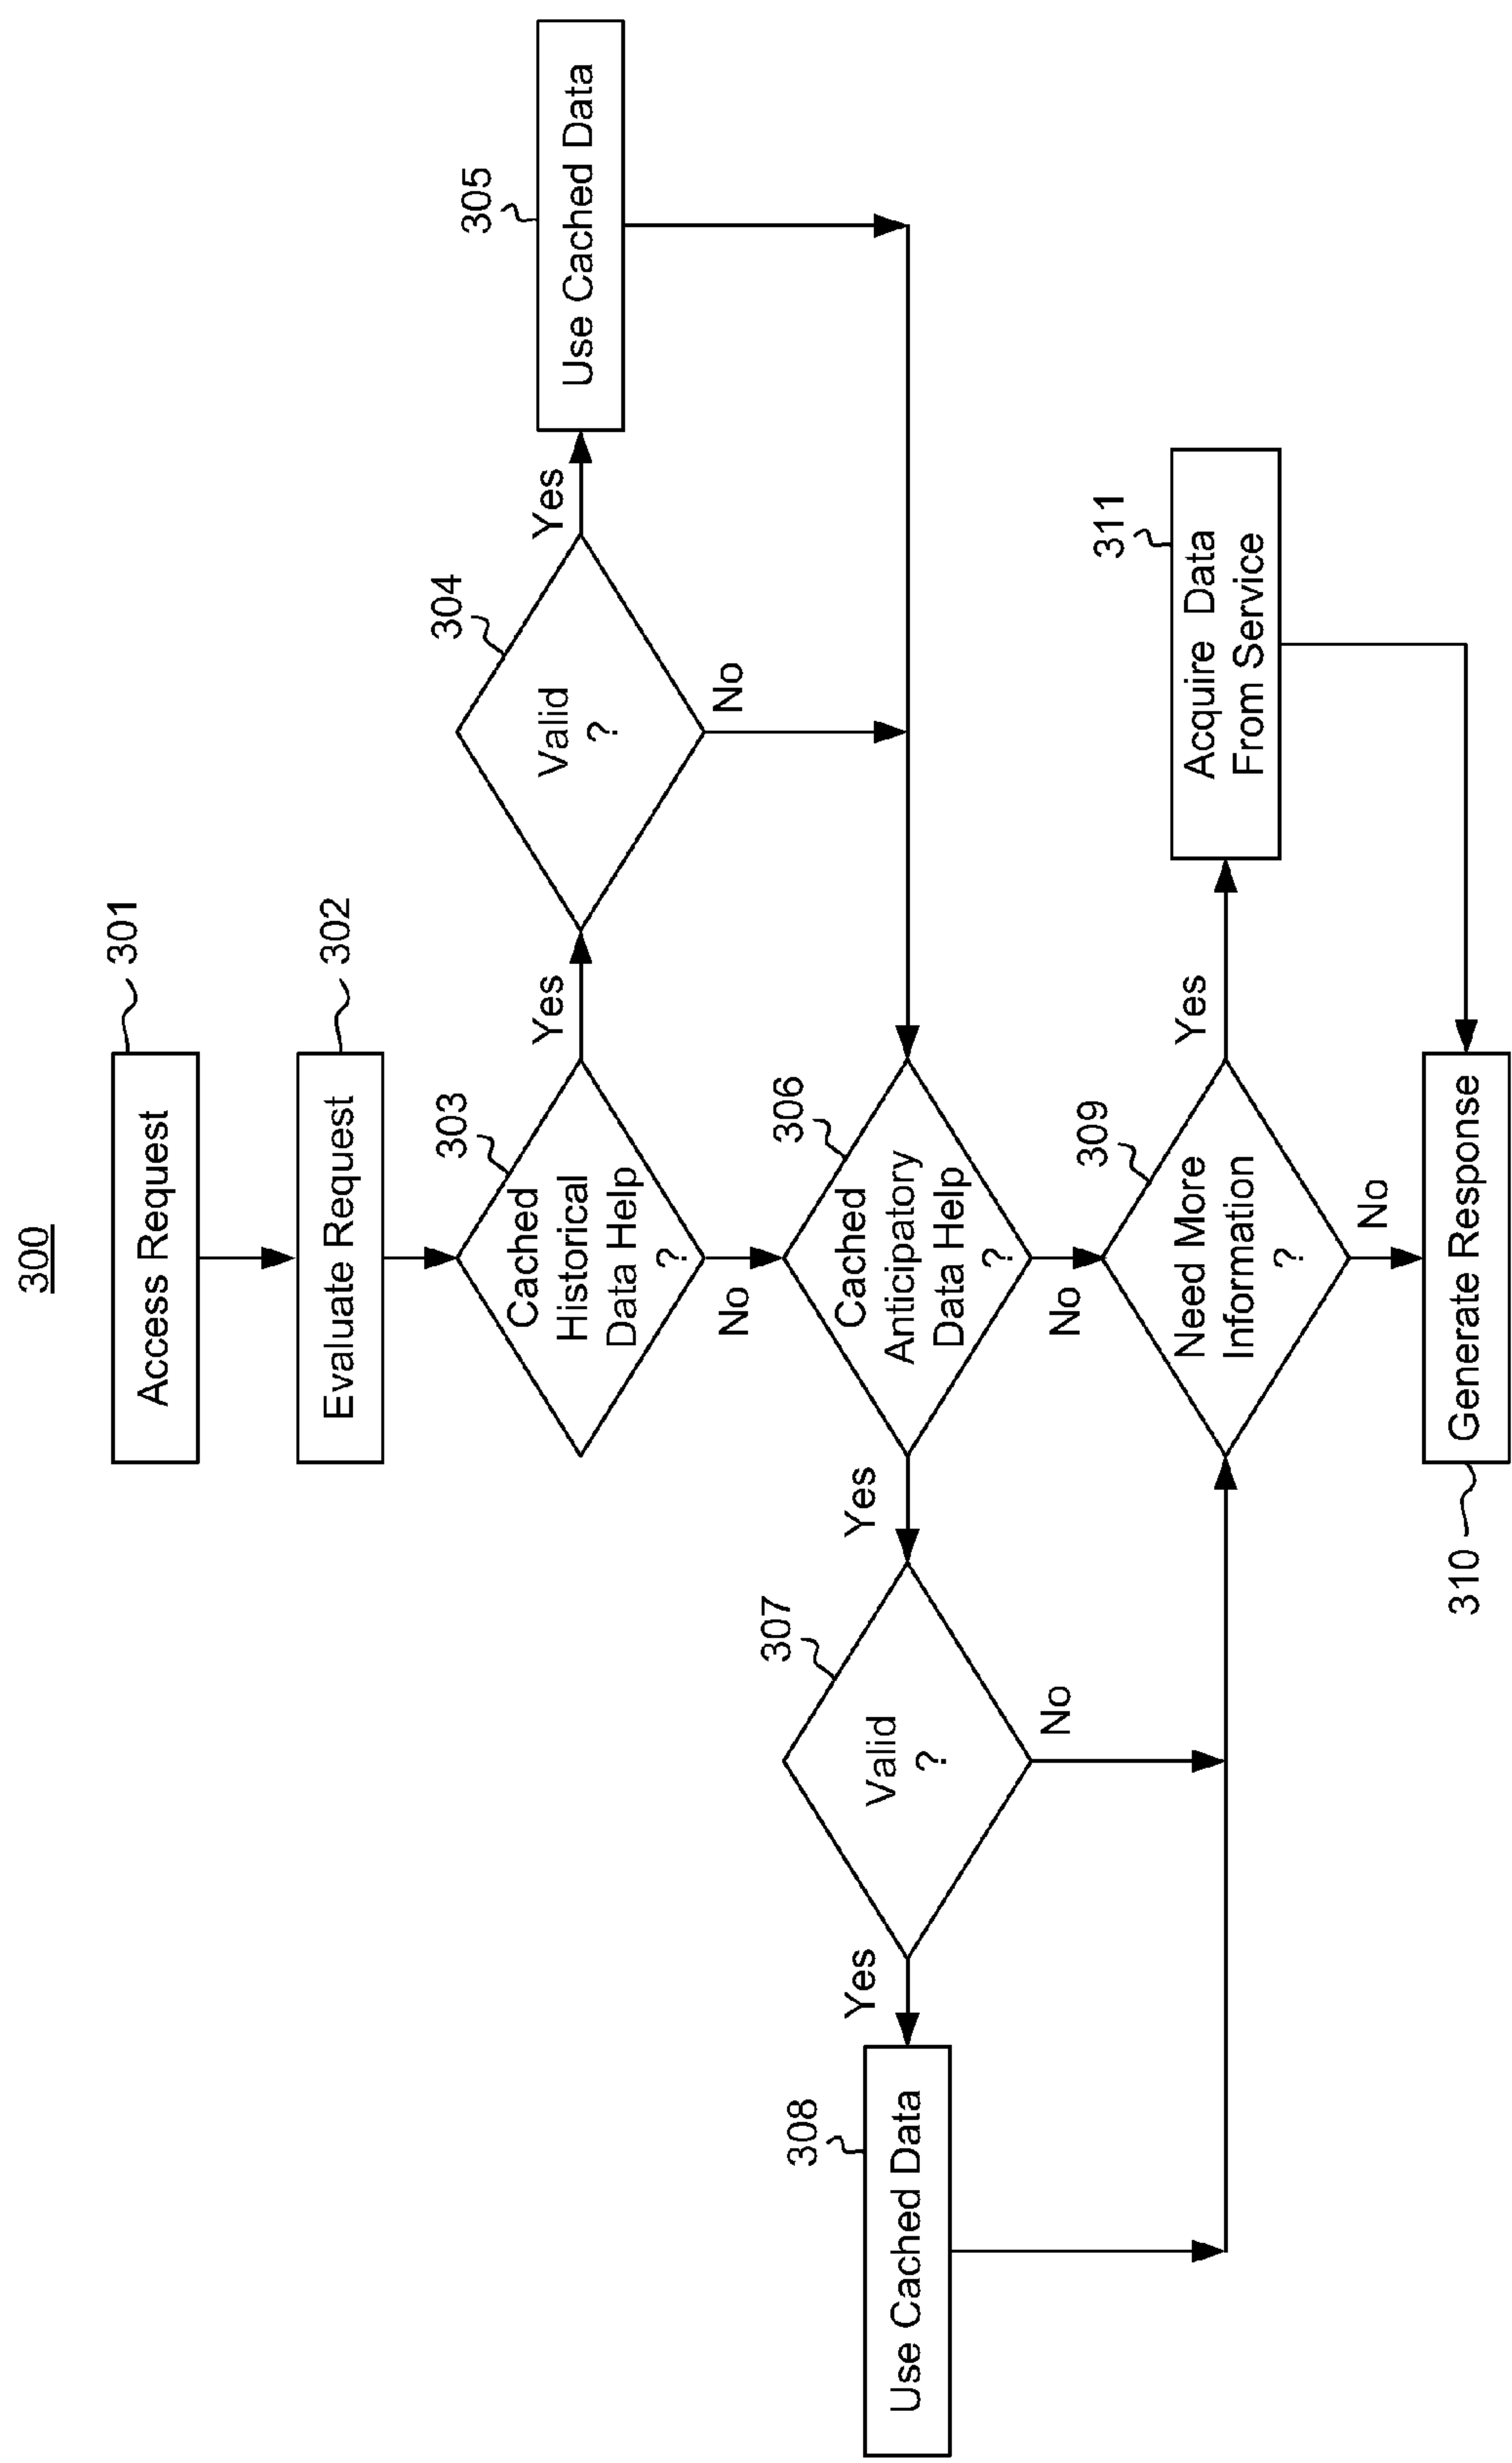 300
301
Access Request
302
Evaluate Request
303
Cached
Historical
Data Help
?
Yes
No
304
Valid
?
Yes
No
305
Use Cached Data
306
Cached
Anticipatory
Data Help
?
Yes
No
307
Valid
?
Yes
No
308
Use Cached Data
309
Need More
Information
?
Yes
No
311
Acquire Data
From Service
310
Generate Response